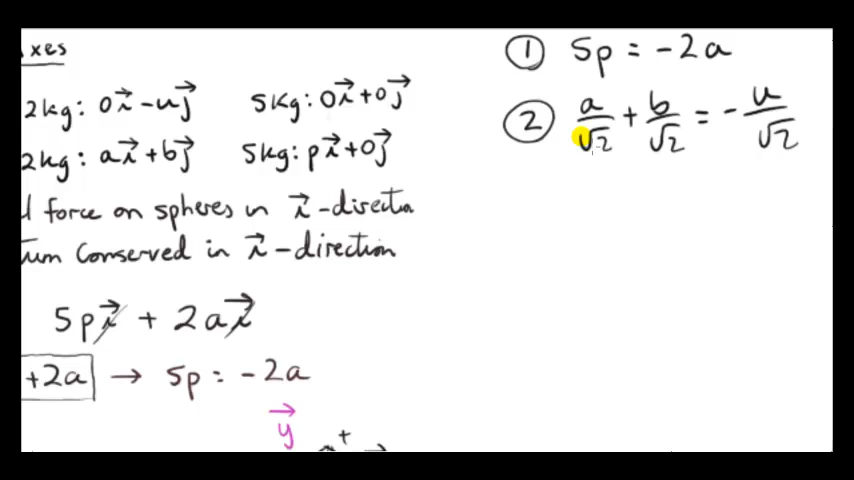 xes
2kg: 0i⃗ - uj⃗ 5kg: 0i⃗ + 0j⃗
2kg: ai⃗ + bj⃗ 5kg: pi⃗ + 0j⃗
force on spheres in i⃗ - directio
tum conserved in i⃗ - direction
5pi⃗ + 2ai⃗
+2a → 5p = -2a
y⃗
+
① 5p = -2a
② a/√2 + b/√2 = - u/√2